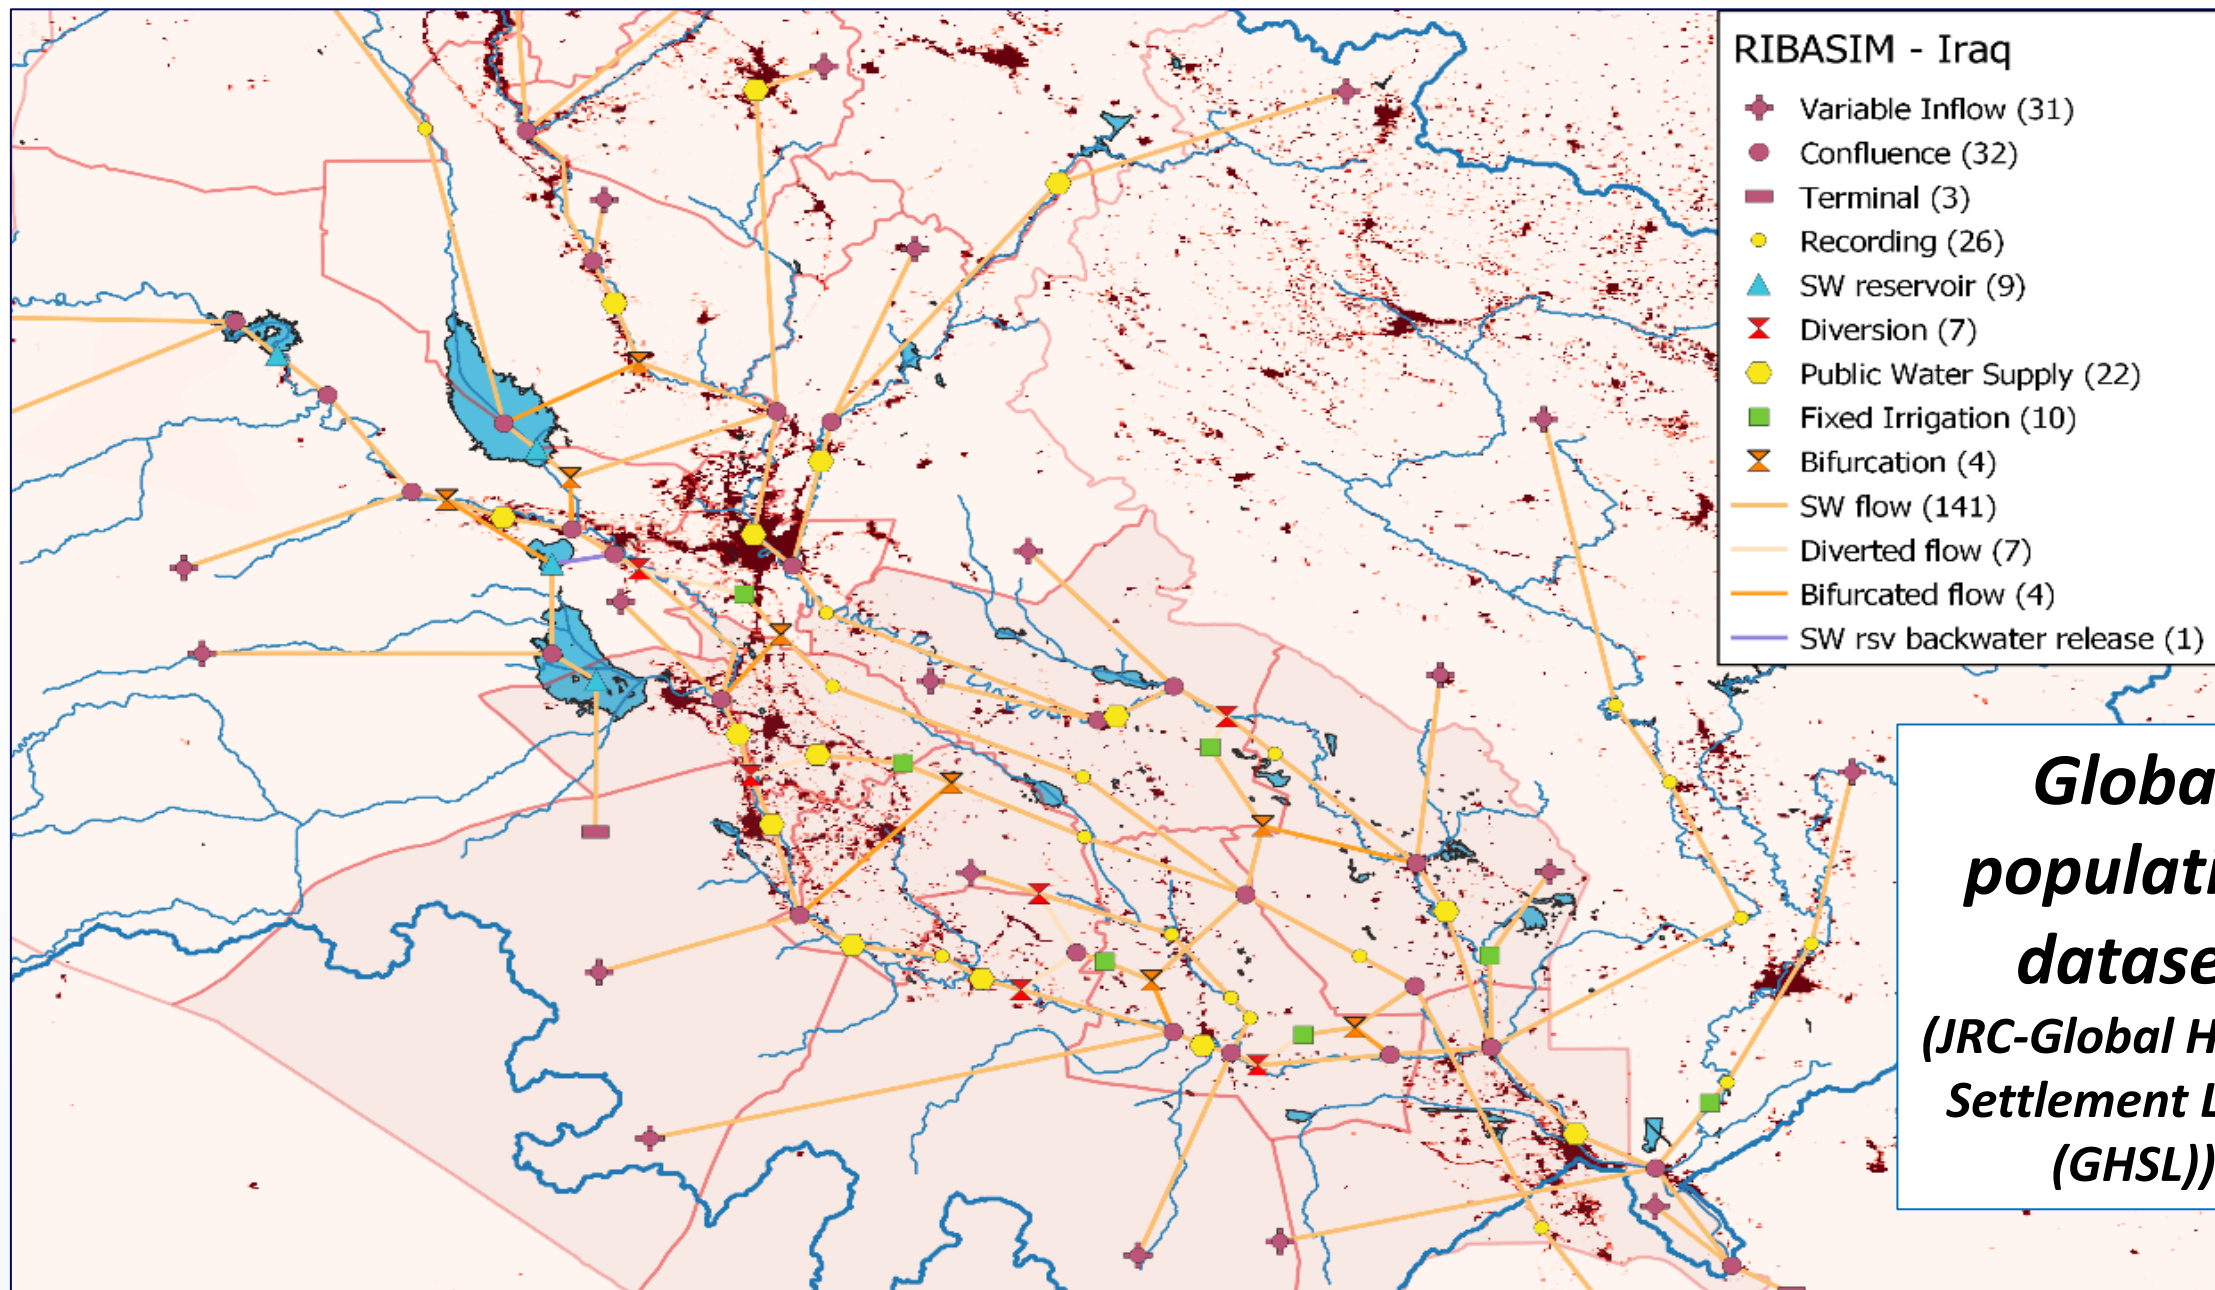 RIBASIM - Iraq
Variable Inflow (31)
Confluence (32)
Terminal (3)
Recording (26)
SW reservoir (9)
Diversion (7)
Public Water Supply (22)
Fixed Irrigation (10)
Bifurcation (4)
SW flow (141)
Diverted flow (7)
Bifurcated flow (4)
SW rsv backwater release (1)
Globa
populati
datase
(JRC-Global H
Settlement L
(GHSL))